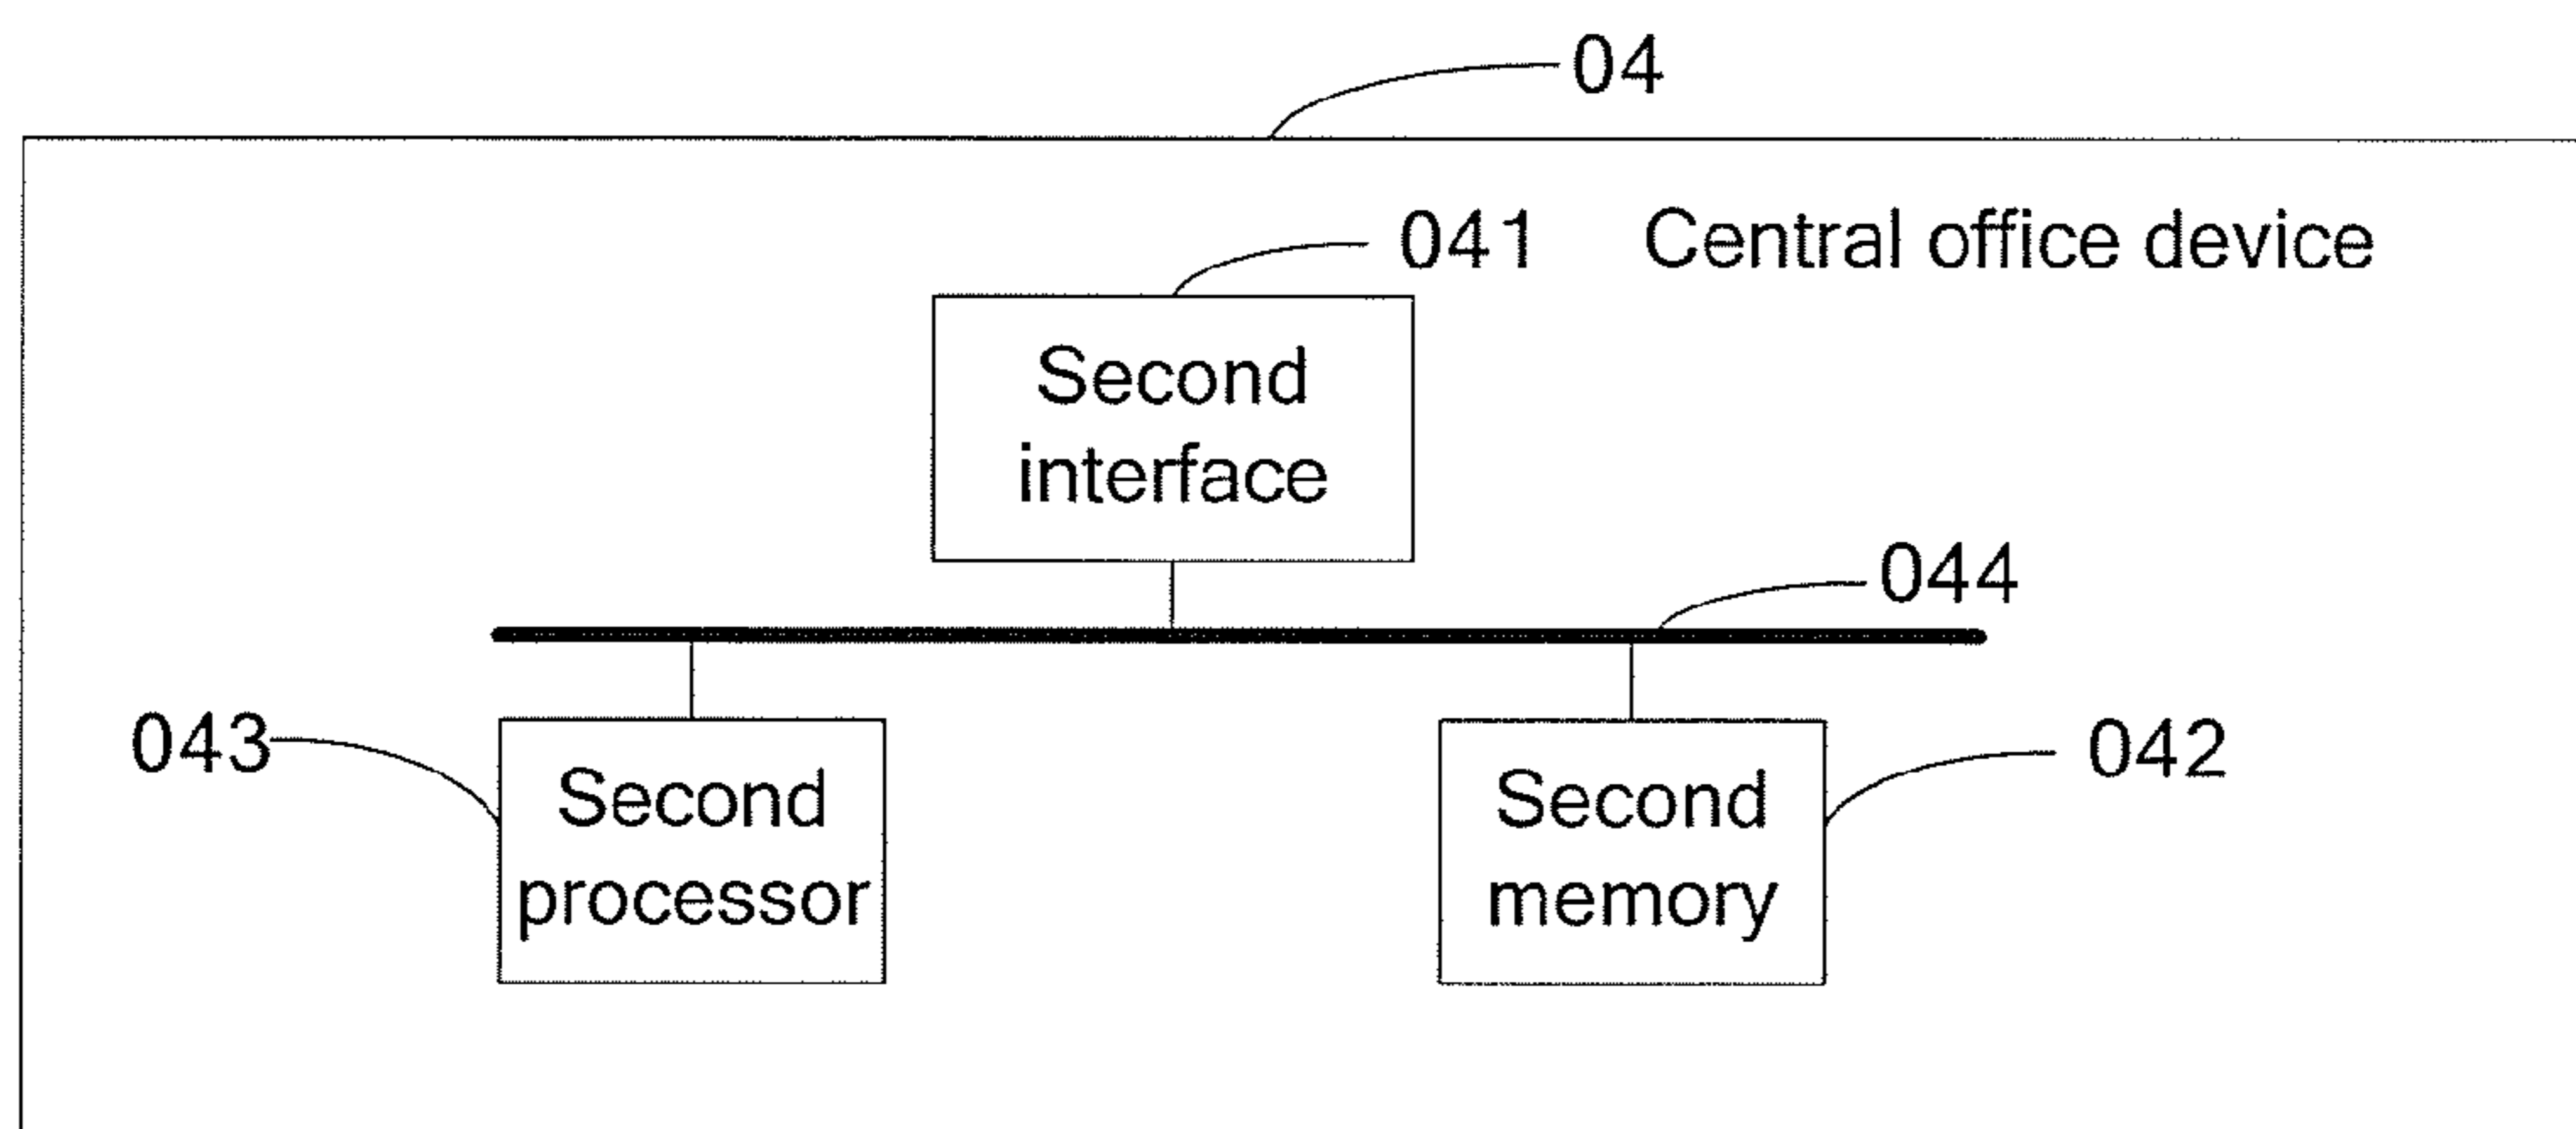 04
041 Central office device
Second
interface
044
043
Second
processor
Second
memory
042